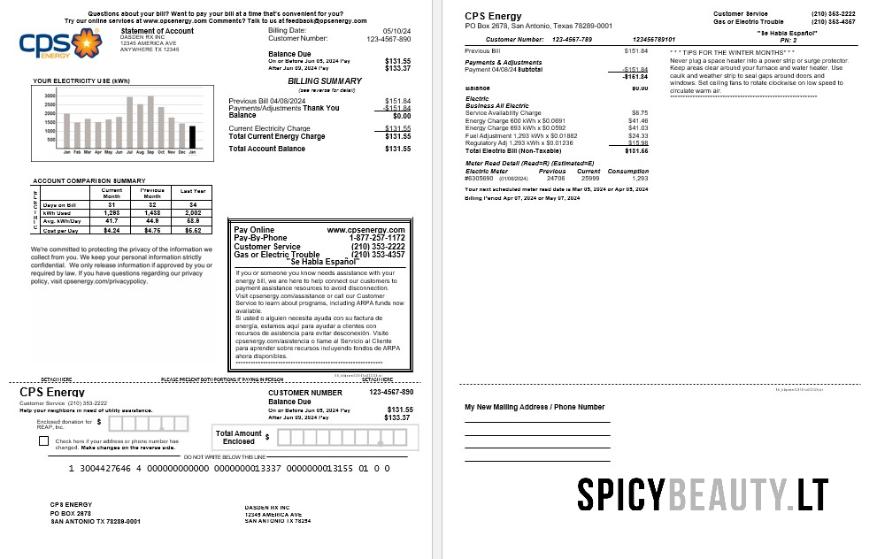 Questions about your bill? Want to pay your bill at a time that's convenient for you?
Try our online services at www.cpsenergy.com Comments? Talk to us at feedback@cpsenergy.com
cps ENERGY
Statement of Account
DASDEN RX INC
12345 AMERICA AVE
ANYWHERE TX 12345
Billing Date: 05/10/24
Customer Number: 123-4567-890
Balance Due
On or Before Jun 05, 2024 Pay $131.55
After Jun 09, 2024 Pay $133.37
YOUR ELECTRICITY USE (kWh)
3000
2500
2000
1500
1000
500
Jan Feb Mar Apr May Jun Jul Aug Sep Oct Nov Dec Jan
BILLING SUMMARY
(see reverse for detail)
Previous Bill 04/08/2024 $151.84
Payments/Adjustments Thank You -$151.84
Balance $0.00
Current Electricity Charge $131.55
Total Current Energy Charge $131.55
Total Account Balance $131.55
ACCOUNT COMPARISON SUMMARY
Current Month Previous Month Last Year
Days on Bill 31 32 34
kWh Used 1,293 1,438 2,002
Avg. kWh/Day 41.7 44.9 58.9
Cost per Day $4.24 $4.75 $5.52
We're committed to protecting the privacy of the information we
collect from you. We keep your personal information strictly
confidential. We only release information if approved by you or
required by law. If you have questions regarding our privacy
policy, visit cpsenergy.com/privacypolicy.
Pay Online www.cpsenergy.com
Pay-By-Phone 1-877-257-1172
Customer Service (210) 353-2222
Gas or Electric Trouble (210) 353-4357
"Se Habla Español"
If you or someone you know needs assistance with your
energy bill, we are here to help connect our customers to
payment assistance resources to avoid disconnection.
Visit cpsenergy.com/assistance or call our Customer
Service to learn about programs, including ARPA funds now
available.
Si usted o alguien necesita ayuda con su factura de
energía, estamos aquí para ayudar a clientes con
recursos de asistencia para evitar desconexión. Visite
cpsenergy.com/asistencia o llame al Servicio al Cliente
para aprender sobre recursos incluyendo fondos de ARPA
ahora disponibles.
DETACH HERE PLEASE PRESENT BOTH PORTIONS IF PAYING IN PERSON DETACH HERE
CPS Energy
Customer Service (210) 353-2222
Help your neighbors in need of utility assistance.
Enclosed donation for $
REAP, Inc.
Check here if your address or phone number has
changed. Make changes on the reverse side.
CUSTOMER NUMBER 123-4567-890
Balance Due
On or Before Jun 05, 2024 Pay $131.55
After Jun 09, 2024 Pay $133.37
Total Amount $
Enclosed
DO NOT WRITE BELOW THIS LINE
CPS ENERGY
PO BOX 2678
SAN ANTONIO TX 78289-0001
DASDEN RX INC
12345 AMERICA AVE
CPS Energy
PO Box 2678, San Antonio, Texas 78289-0001
Customer Service (210) 353-2222
Gas or Electric Trouble (210) 353-4357
"Se Habla Español"
PN: 2
Customer Number: 123-4567-789 123456789101
Previous Bill $151.84
Payments & Adjustments
Payment 04/08/24 Subtotal -$151.84
-$151.84
Balance $0.00
Electric
Business All Electric
Service Availability Charge $8.75
Energy Charge 600 kWh x $0.0691 $41.46
Energy Charge 693 kWh x $0.0592 $41.03
Fuel Adjustment 1,293 kWh x $0.01882 $24.33
Regulatory Adj 1,293 kWh x $0.01236 $15.98
Total Electric Bill (Non-Taxable)
Meter Read Detail (Read=R) (Estimated=E)
Electric Meter Previous Current Consumption
24706 25999 1,293
Your next scheduled meter read date is Mar 05, 2024 or Apr 05, 2024
Billing Period Apr 07, 2024 or May 07, 2024
* * * TIPS FOR THE WINTER MONTHS * * *
Never plug a space heater into a power strip or surge protector.
Keep areas clear around your furnace and water heater. Use
caulk and weather strip to seal gaps around doors and
windows. Set ceiling fans to rotate clockwise on low speed to
circulate warm air.
My New Mailing Address / Phone Number
SPICYBEAUTY.LT